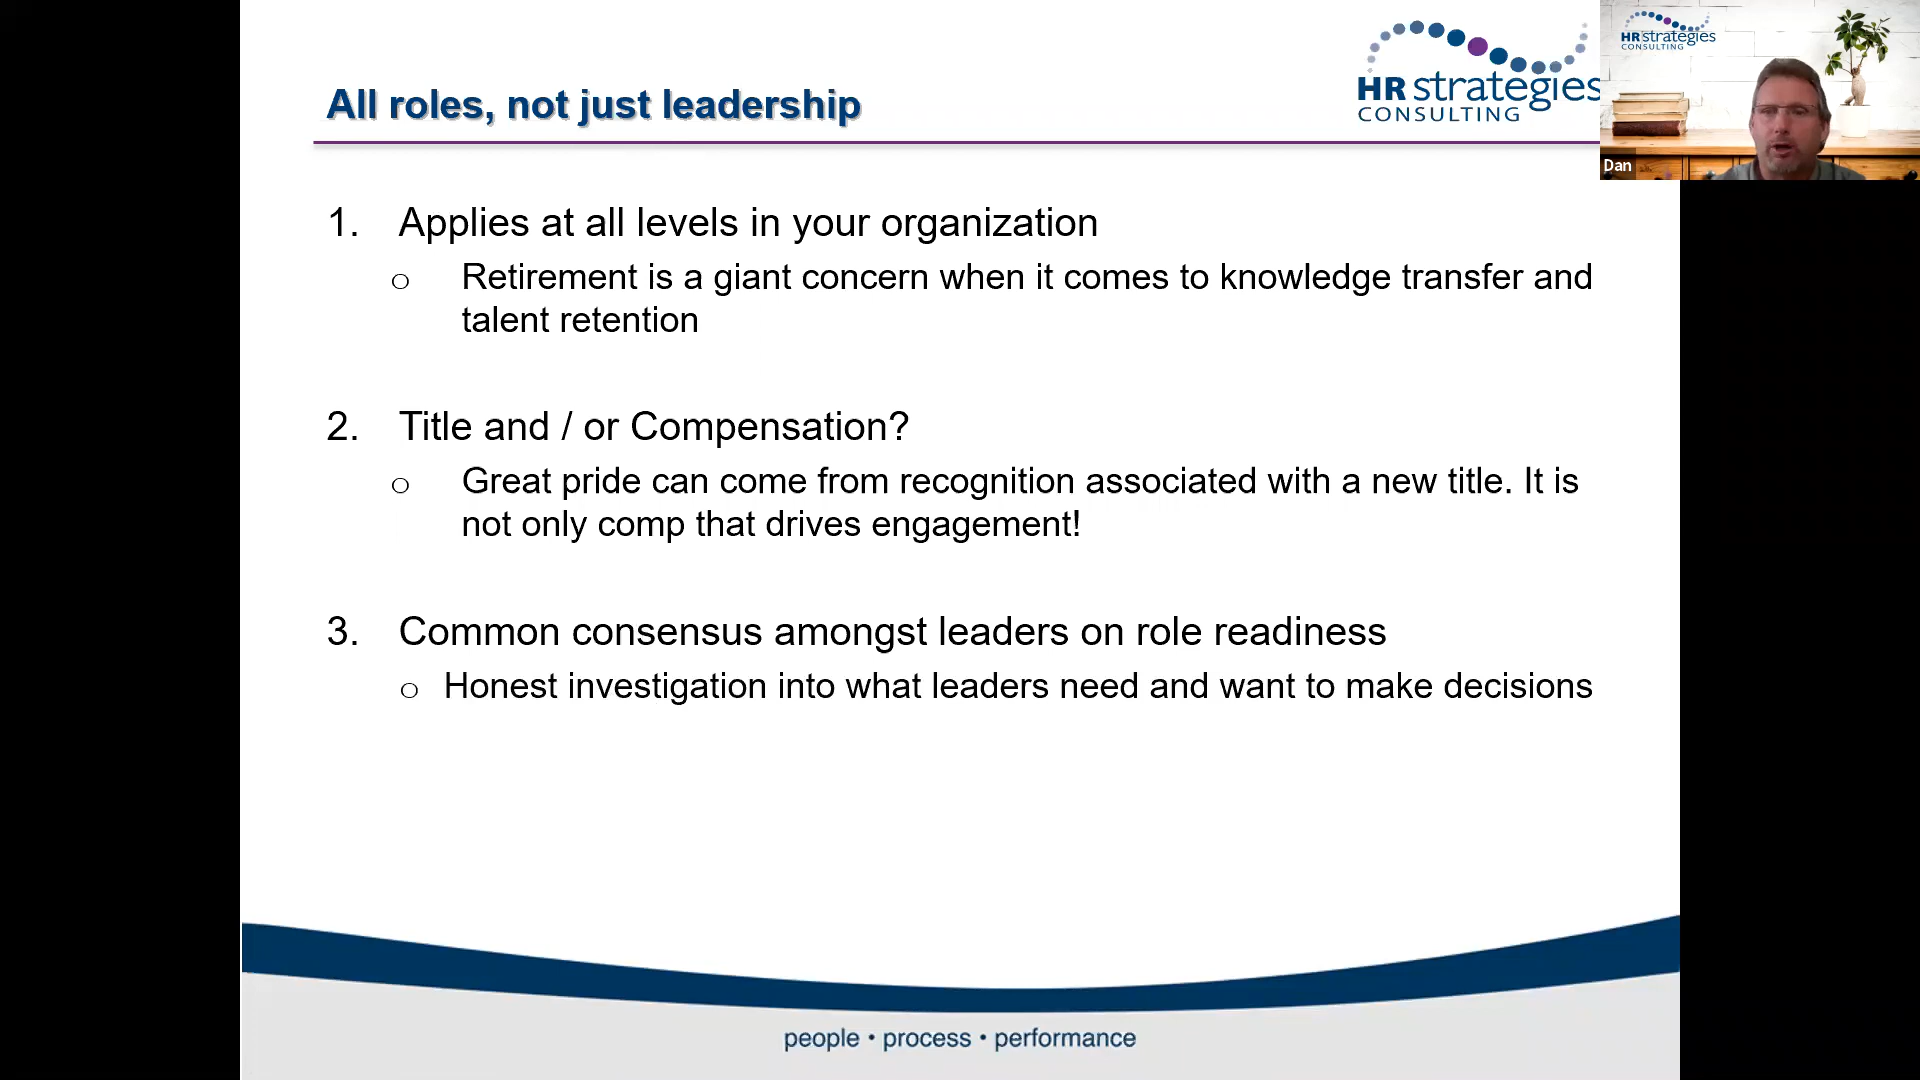 All roles, not just leadership
HR strategies
CONSULTING
HRstrategies
CONSULTING
Dan
1. Applies at all levels in your organization
o Retirement is a giant concern when it comes to knowledge transfer and
talent retention
2. Title and / or Compensation?
o Great pride can come from recognition associated with a new title. It is
not only comp that drives engagement!
3. Common consensus amongst leaders on role readiness
o Honest investigation into what leaders need and want to make decisions
people • process • performance